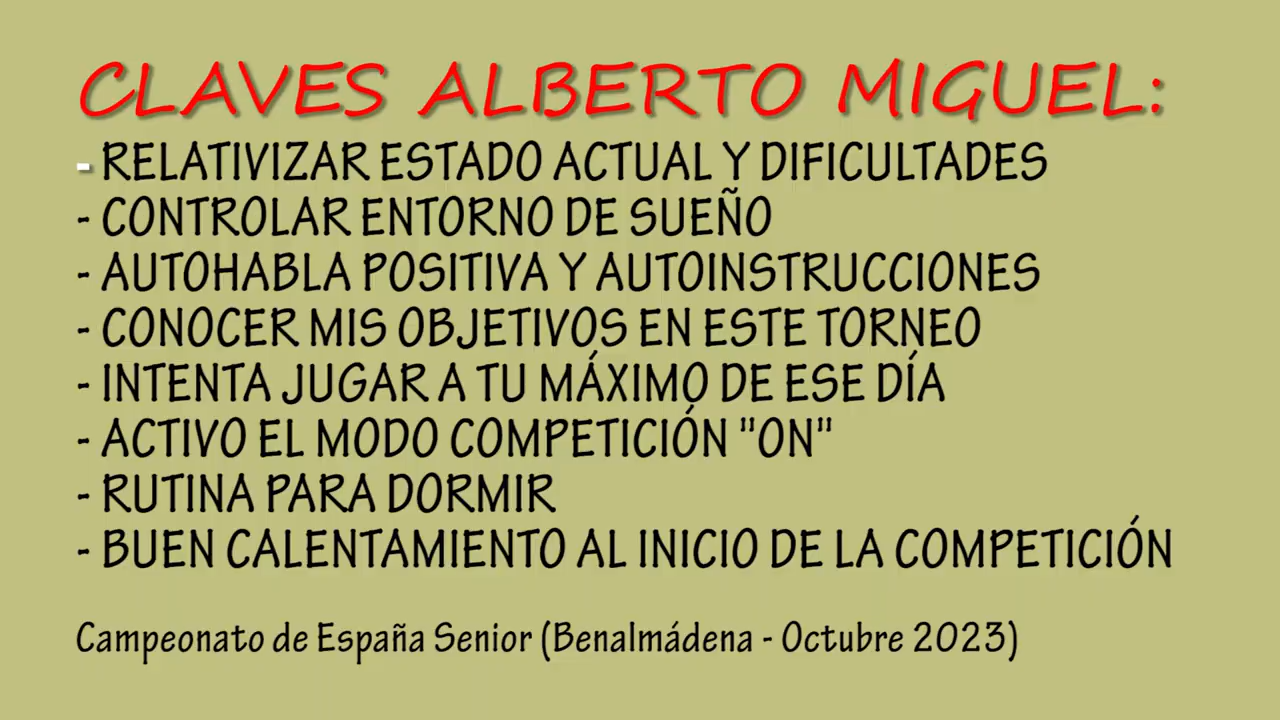 CLAVES ALBERTO MIGUEL:
- RELATIVIZAR ESTADO ACTUAL Y DIFICULTADES
- CONTROLAR ENTORNO DE SUEÑO
- AUTOHABLA POSITIVA Y AUTOINSTRUCCIONES
- CONOCER MIS OBJETIVOS EN ESTE TORNEO
- INTENTA JUGAR A TU MÁXIMO DE ESE DÍA
- ACTIVO EL MODO COMPETICIÓN "ON"
- RUTINA PARA DORMIR
- BUEN CALENTAMIENTO AL INICIO DE LA COMPETICIÓN
Campeonato de España Senior (Benalmádena - Octubre 2023)